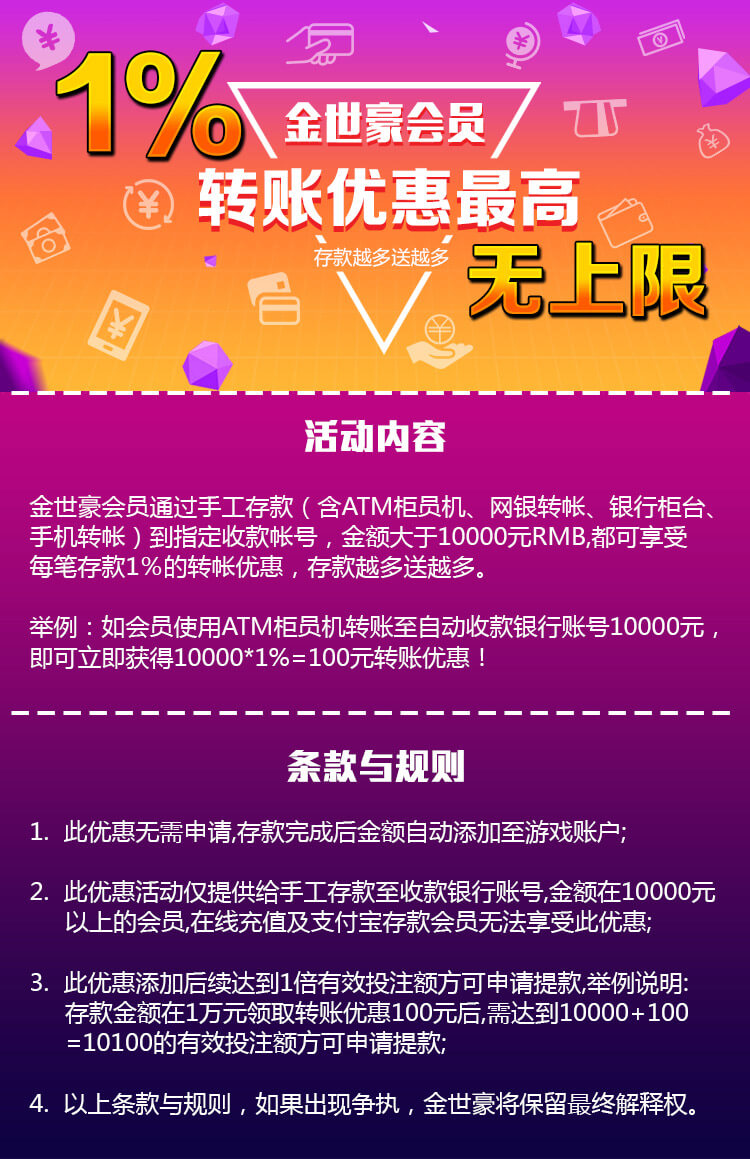 1%
金世豪会员
转账优惠最高
存款越多送越多
无上限
活动内容
金世豪会员通过手工存款（含ATM柜员机、网银转帐、银行柜台、
手机转帐）到指定收款帐号，金额大于10000元RMB,都可享受
每笔存款1%的转帐优惠，存款越多送越多。
举例：如会员使用ATM柜员机转账至自动收款银行账号10000元，
即可立即获得10000*1%=100元转账优惠！
条款与规则
1. 此优惠无需申请,存款完成后金额自动添加至游戏账户;
2. 此优惠活动仅提供给手工存款至收款银行账号,金额在10000元
以上的会员,在线充值及支付宝存款会员无法享受此优惠;
3. 此优惠添加后续达到1倍有效投注额方可申请提款,举例说明:
存款金额在1万元领取转账优惠100元后,需达到10000+100
=10100的有效投注额方可申请提款;
4. 以上条款与规则，如果出现争执，金世豪将保留最终解释权。